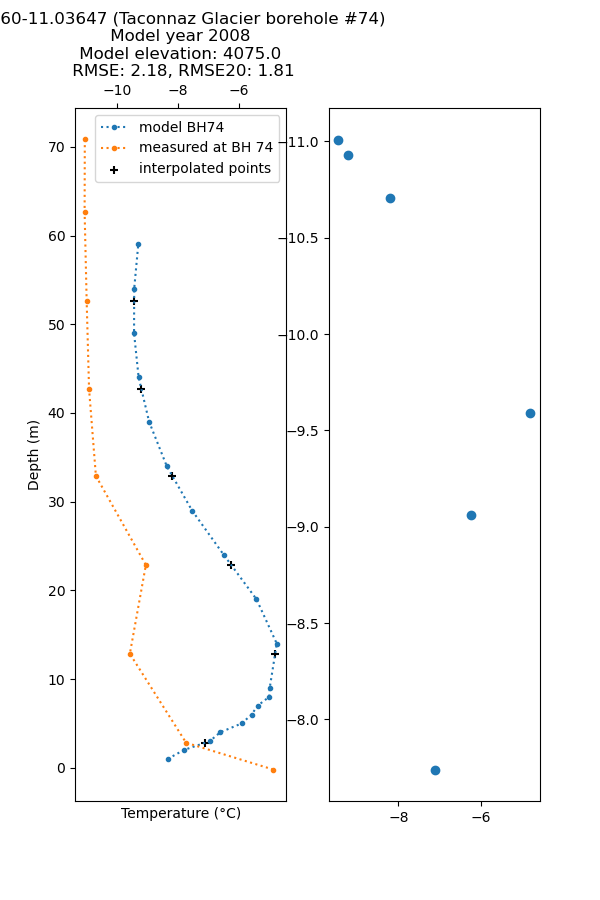 60-11.03647 (Taconnaz Glacier borehole #74)
Model year 2008
Model elevation: 4075.0
RMSE: 2.18, RMSE20: 1.81
−10 −8 −6
model BH74
measured at BH 74
interpolated points
70
60
50
40
30
20
10
0
Depth (m)
Temperature (°C)
−11.0
−10.5
−10.0
−9.5
−9.0
−8.5
−8.0
−8 −6